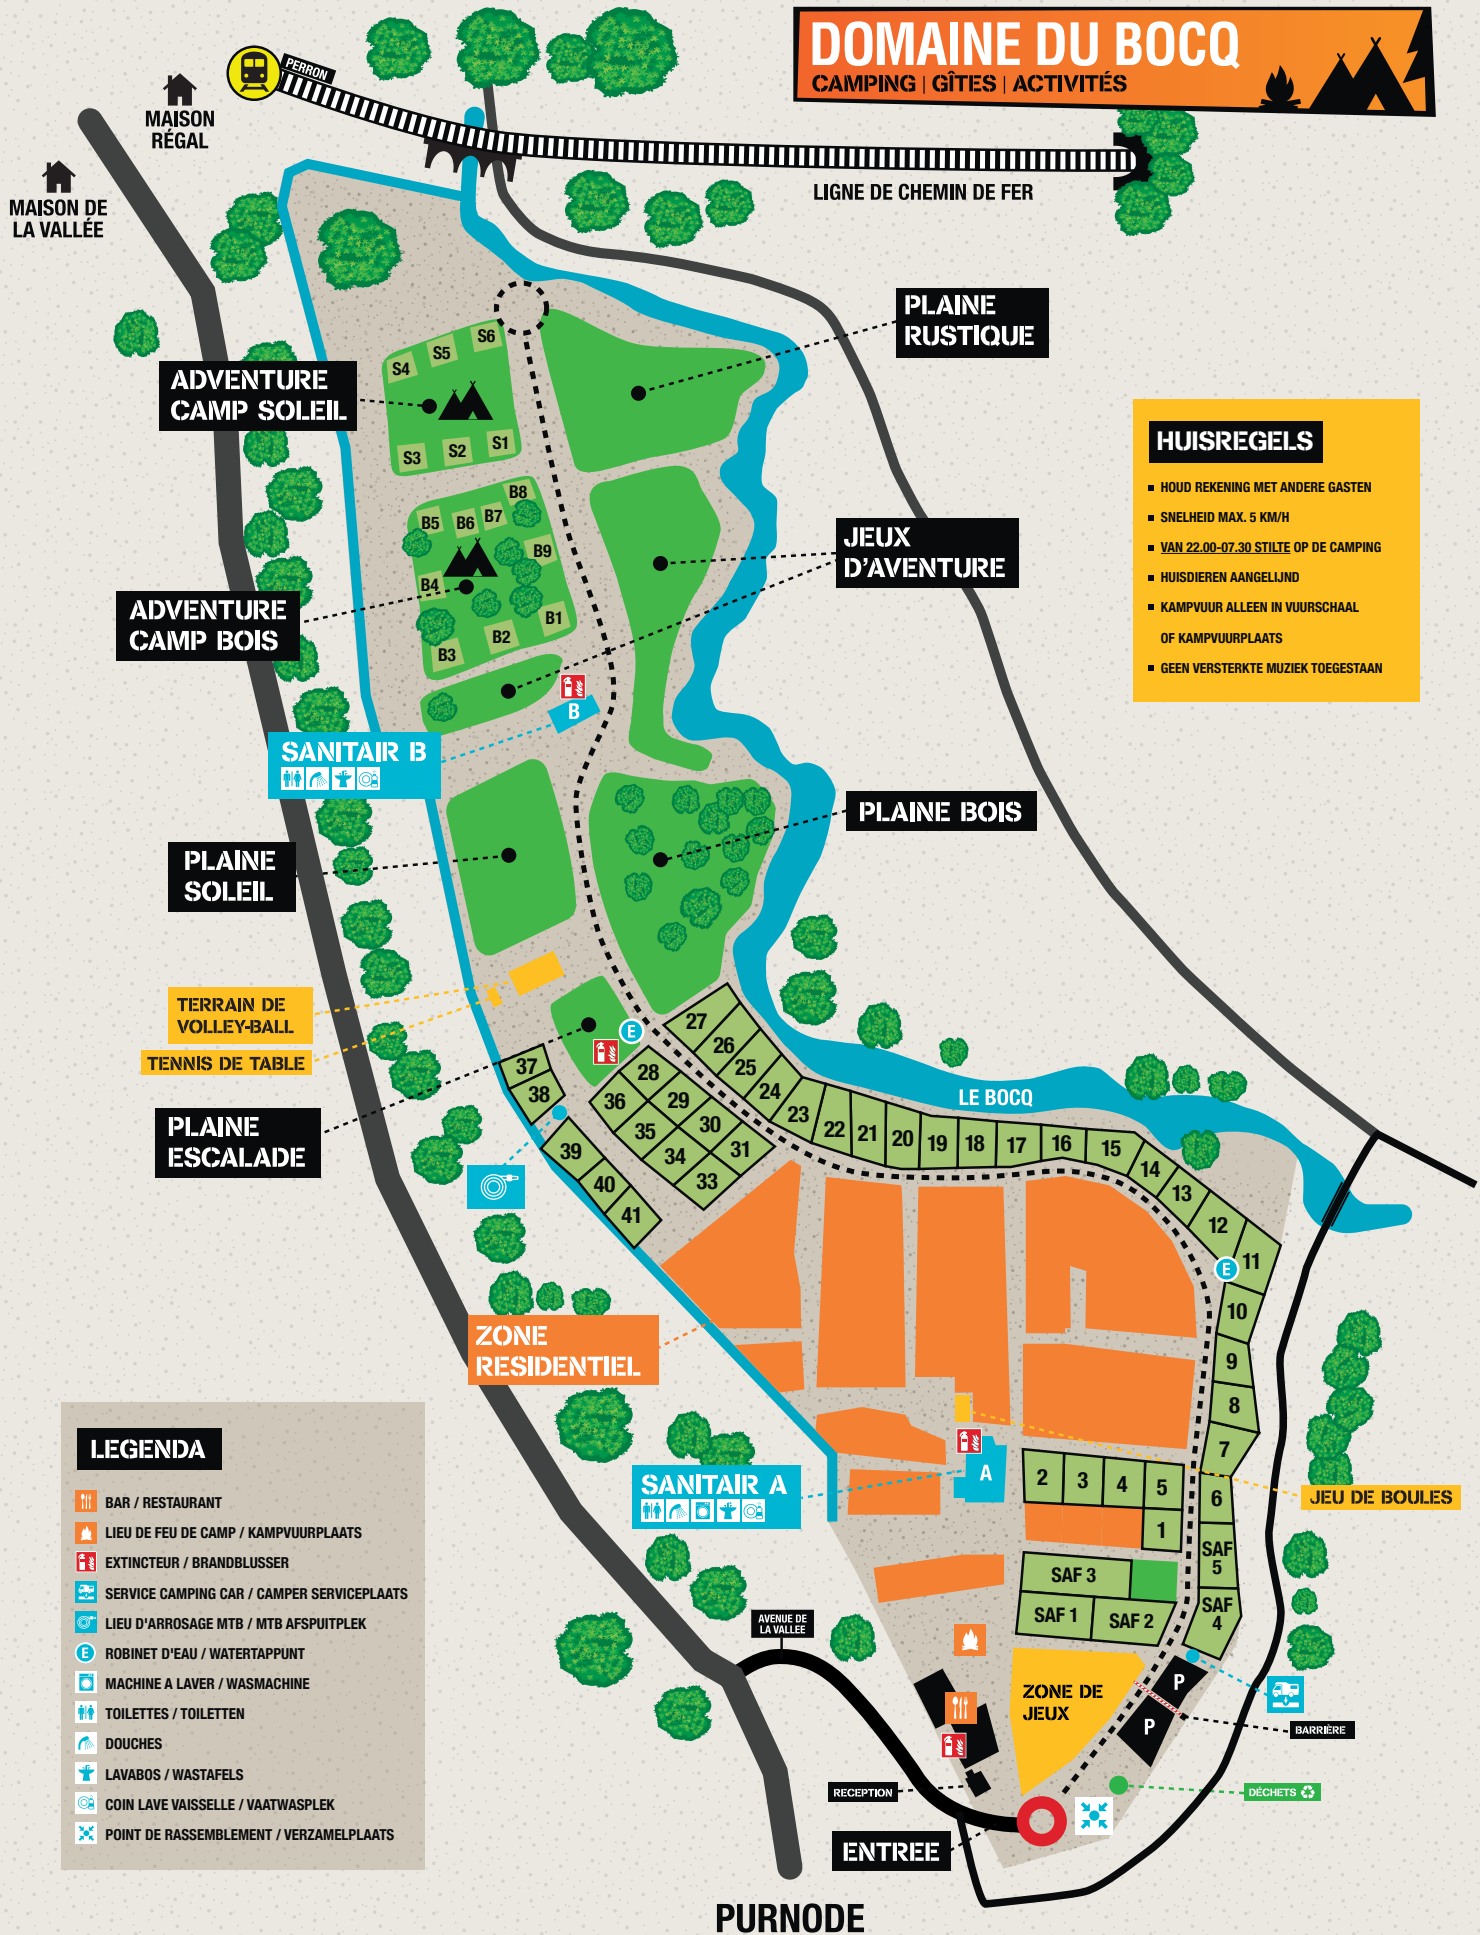 DOMAINE DU BOCQ
CAMPING | GÎTES | ACTIVITÉS
PERRON
MAISON
RÉGAL
MAISON DE
LA VALLÉE
LIGNE DE CHEMIN DE FER
PLAINE
RUSTIQUE
ADVENTURE
CAMP SOLEIL
S4
S5
S6
S3
S2
S1
HUISREGELS
HOUD REKENING MET ANDERE GASTEN
SNELHEID MAX. 5 KM/H
VAN 22.00-07.30 STILTE OP DE CAMPING
HUISDIEREN AANGELIJND
KAMPVUUR ALLEEN IN VUURSCHAAL
OF KAMPVUURPLAATS
GEEN VERSTERKTE MUZIEK TOEGESTAAN
B5
B6
B7
B8
B9
B4
B3
B2
B1
JEUX
D'AVENTURE
ADVENTURE
CAMP BOIS
B
SANITAIR B
PLAINE BOIS
PLAINE
SOLEIL
TERRAIN DE
VOLLEY-BALL
TENNIS DE TABLE
PLAINE
ESCALADE
E
LE BOCQ
27
26
25
24
23
22
21
20
19
18
17
16
15
14
13
12
11
10
9
8
7
6
37
38
39
40
41
28
29
30
31
36
35
34
33
E
ZONE
RESIDENTIEL
SANITAIR A
A
2
3
4
5
1
JEU DE BOULES
SAF
5
SAF
4
SAF 3
SAF 1
SAF 2
LEGENDA
BAR / RESTAURANT
LIEU DE FEU DE CAMP / KAMPVUURPLAATS
EXTINCTEUR / BRANDBLUSSER
SERVICE CAMPING CAR / CAMPER SERVICEPLAATS
LIEU D'ARROSAGE MTB / MTB AFSPUITPLEK
E ROBINET D'EAU / WATERTAPPUNT
MACHINE A LAVER / WASMACHINE
TOILETTES / TOILETTEN
DOUCHES
LAVABOS / WASTAFELS
COIN LAVE VAISSELLE / VAATWASPLEK
POINT DE RASSEMBLEMENT / VERZAMELPLAATS
AVENUE DE
LA VALLEE
ZONE DE
JEUX
P
P
BARRIÈRE
RECEPTION
DÉCHETS
ENTREE
PURNODE